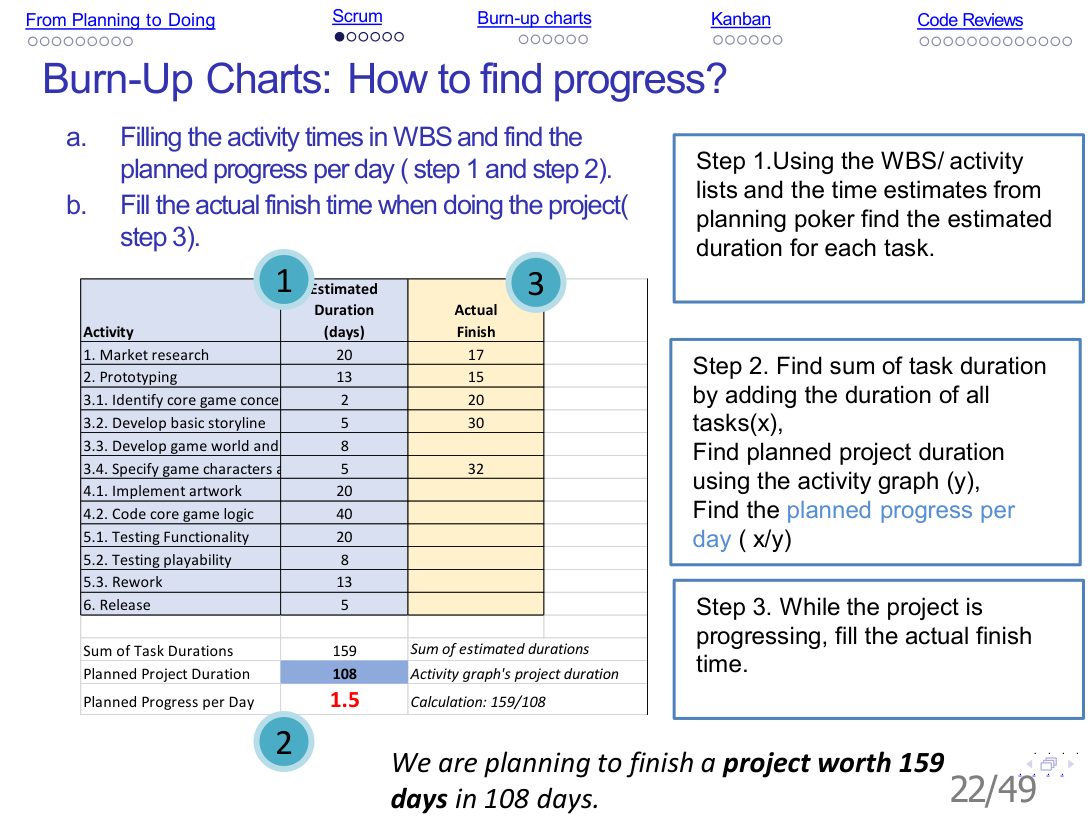 From Planning to Doing
Scrum
Burn-up charts
Kanban
Code Reviews
Burn-Up Charts: How to find progress?
a. Filling the activity times in WBS and find the
planned progress per day ( step 1 and step 2).
b. Fill the actual finish time when doing the project(
step 3).
Step 1.Using the WBS/ activity
lists and the time estimates from
planning poker find the estimated
duration for each task.
1
3
Activity Estimated Duration (days) Actual Finish
1. Market research 20 17
2. Prototyping 13 15
3.1. Identify core game conce 2 20
3.2. Develop basic storyline 5 30
3.3. Develop game world and 8
3.4. Specify game characters a 5 32
4.1. Implement artwork 20
4.2. Code core game logic 40
5.1. Testing Functionality 20
5.2. Testing playability 8
5.3. Rework 13
6. Release 5
Sum of Task Durations 159 Sum of estimated durations
Planned Project Duration 108 Activity graph's project duration
Planned Progress per Day 1.5 Calculation: 159/108
2
Step 2. Find sum of task duration
by adding the duration of all
tasks(x),
Find planned project duration
using the activity graph (y),
Find the planned progress per
day ( x/y)
Step 3. While the project is
progressing, fill the actual finish
time.
We are planning to finish a project worth 159
days in 108 days.
22/49